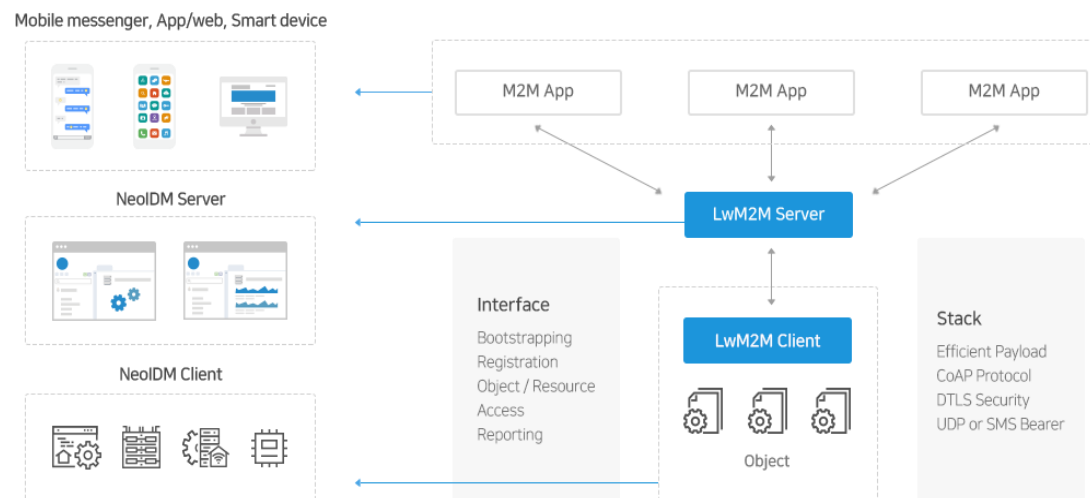 Mobile messenger, App/web, Smart device
M2M App
M2M App
M2M App
NeoIDM Server
LwM2M Server
Interface
Bootstrapping
Registration
Object / Resource
Access
Reporting
LwM2M Client
Object
Stack
Efficient Payload
CoAP Protocol
DTLS Security
UDP or SMS Bearer
NeoIDM Client